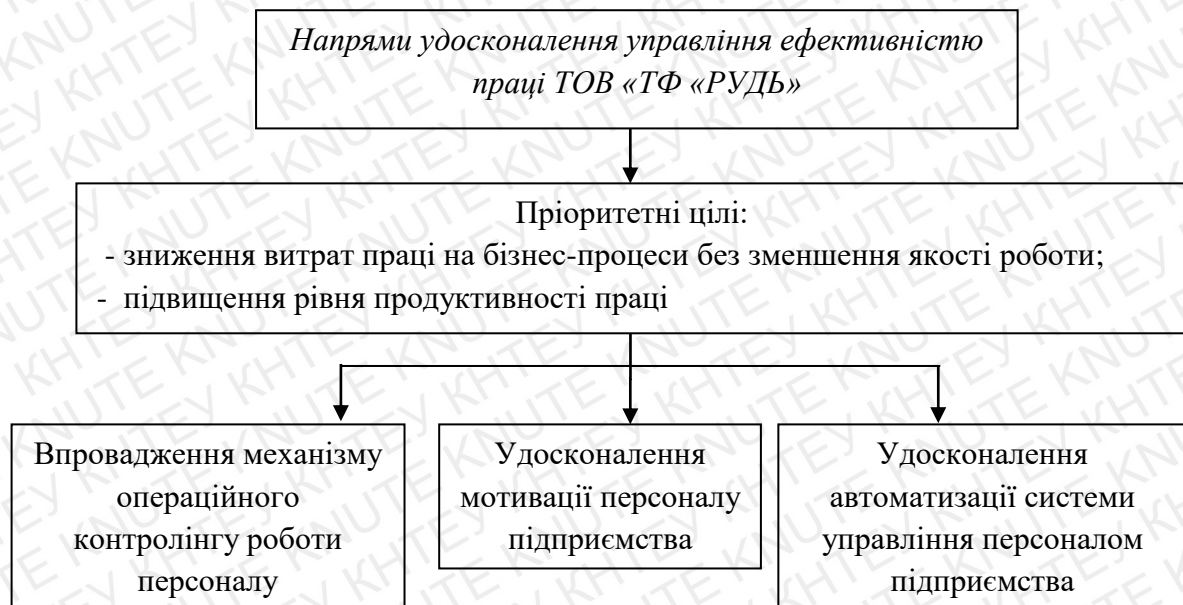 Напрями удосконалення управління ефективністю
праці ТОВ «ТФ «РУДЬ»
Пріоритетні цілі:
- зниження витрат праці на бізнес-процеси без зменшення якості роботи;
- підвищення рівня продуктивності праці
Впровадження механізму
операційного
контролінгу роботи
персоналу
Удосконалення
мотивації персоналу
підприємства
Удосконалення
автоматизації системи
управління персоналом
підприємства